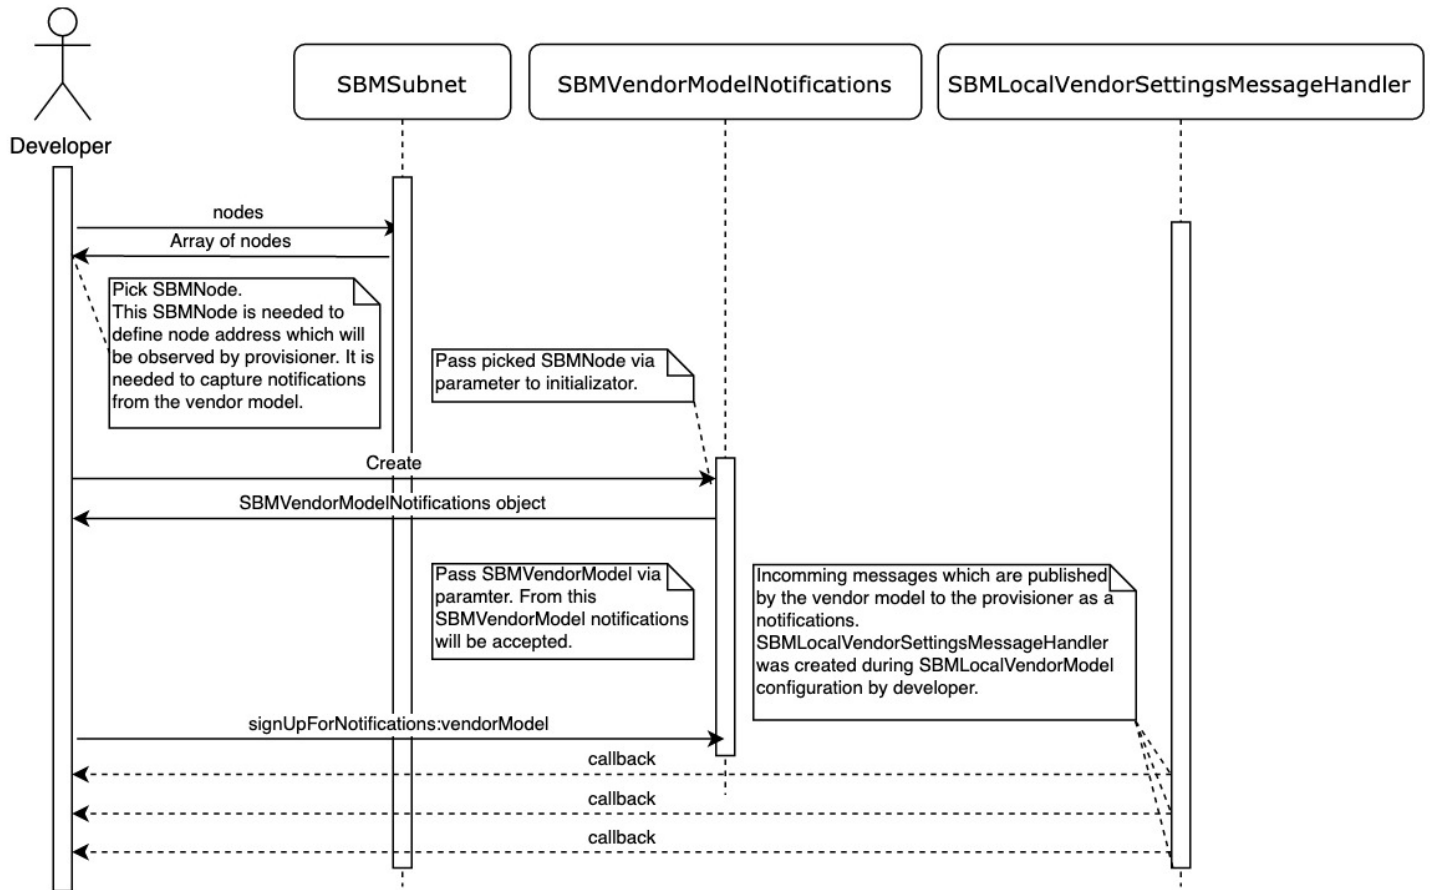 SBMSubnet
SBMVendorModelNotifications
SBMLocalVendorSettingsMessageHandler
Developer
nodes
Array of nodes
Pick SBMNode.
This SBMNode is needed to
define node address which will
be observed by provisioner. It is
needed to capture notifications
from the vendor model.
Pass picked SBMNode via
parameter to initializator.
Create
SBMVendorModelNotifications object
Pass SBMVendorModel via
paramter. From this
SBMVendorModel notifications
will be accepted.
Incomming messages which are published
by the vendor model to the provisioner as a
notifications.
SBMLocalVendorSettingsMessageHandler
was created during SBMLocalVendorModel
configuration by developer.
signUpForNotifications:vendorModel
callback
callback
callback